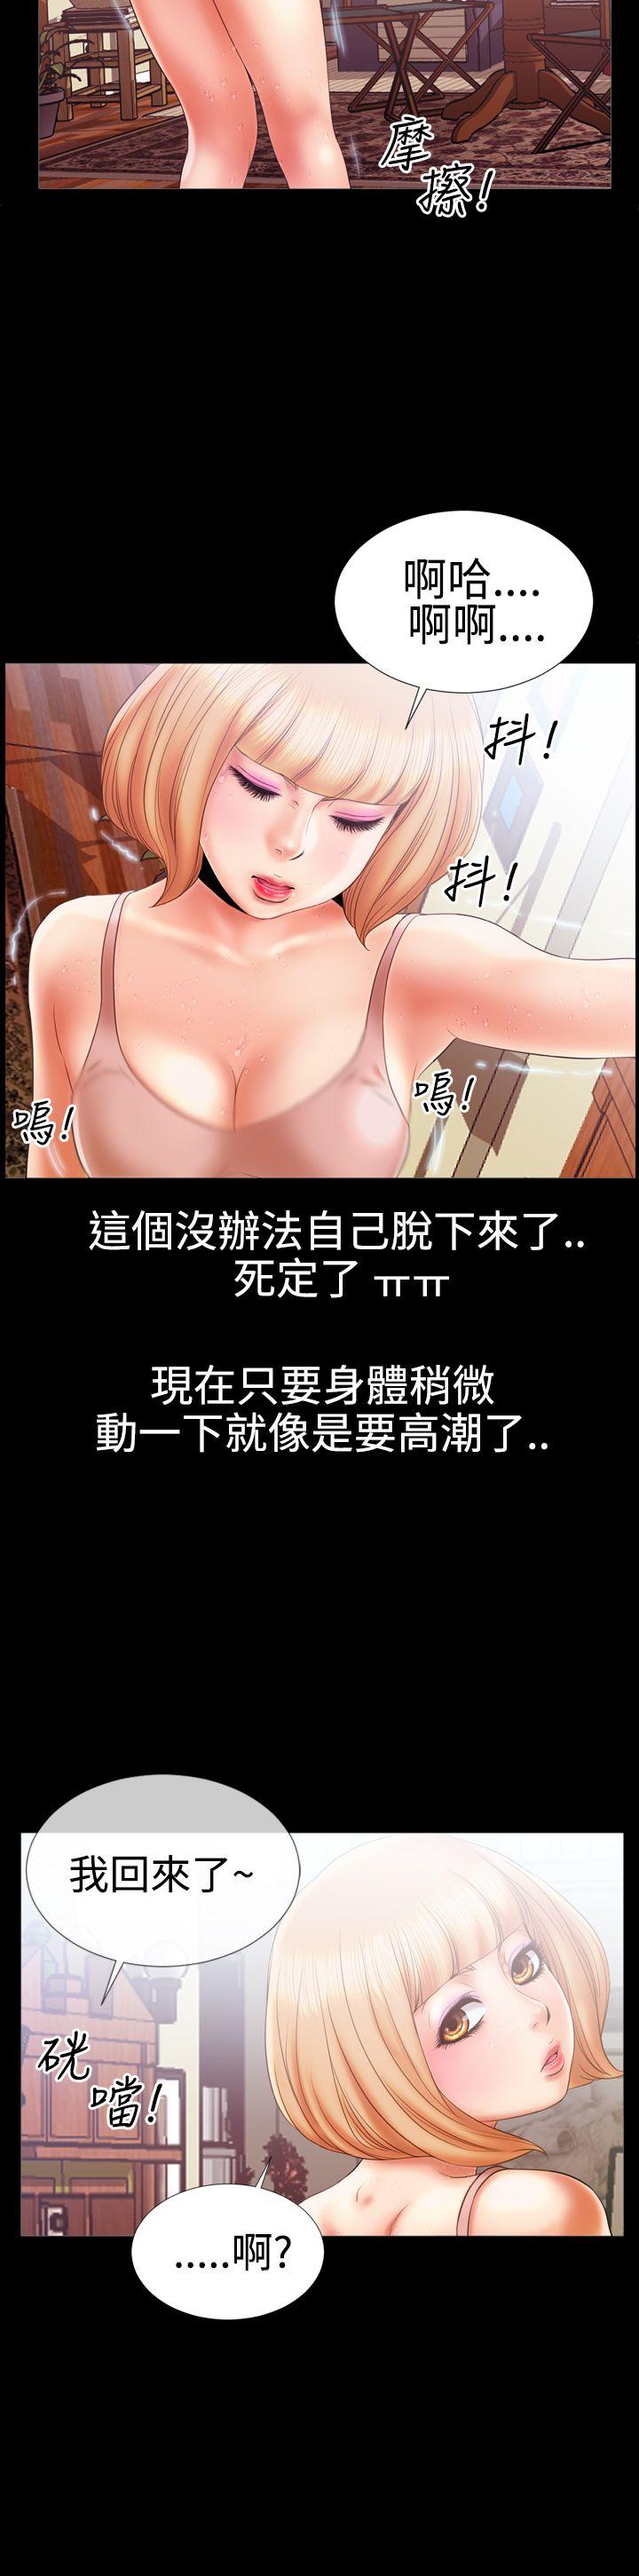 摩
擦!
啊哈....
啊啊....
抖!
抖!
嗚!
嗚!
這個沒辦法自己脫下來了..
死定了 ㅠㅠ
現在只要身體稍微
動一下就像是要高潮了..
我回來了~
硄
噹!
.....啊?